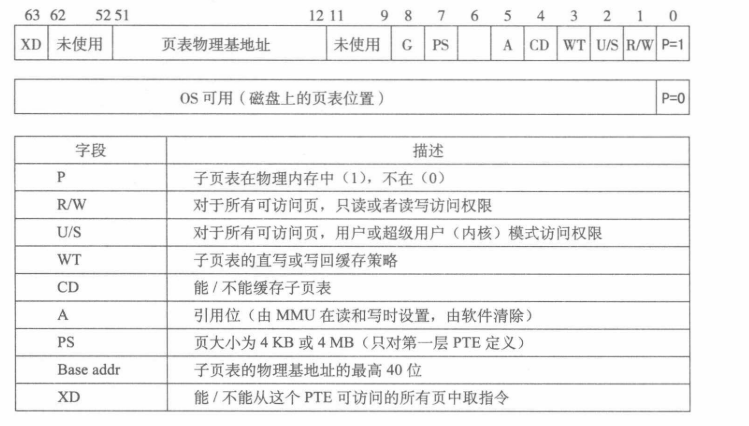 63 62 52 51 12 11 9 8 7 6 5 4 3 2 1 0
XD 未使用 页表物理基地址 未使用 G PS A CD WT U/S R/W P=1
OS 可用（磁盘上的页表位置） P=0
字段 描述
P 子页表在物理内存中（1），不在（0）
R/W 对于所有可访问页，只读或者读写访问权限
U/S 对于所有可访问页，用户或超级用户（内核）模式访问权限
WT 子页表的直写或写回缓存策略
CD 能 / 不能缓存子页表
A 引用位（由 MMU 在读和写时设置，由软件清除）
PS 页大小为 4 KB 或 4 MB（只对第一层 PTE 定义）
Base addr 子页表的物理基地址的最高 40 位
XD 能 / 不能从这个 PTE 可访问的所有页中取指令